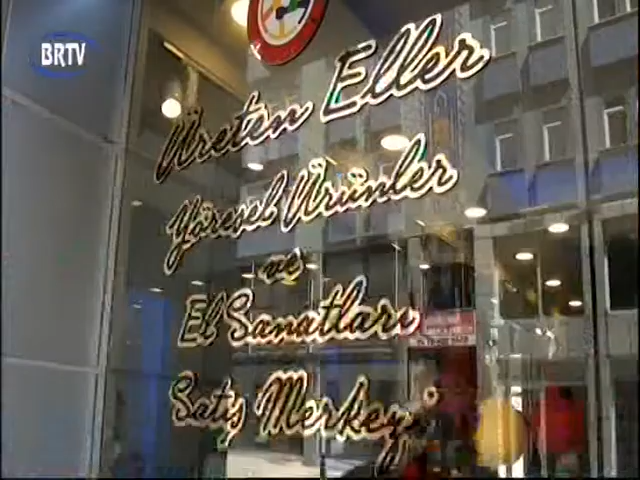 BRTV
Üreten Eller
Yöresel Ürünler
ve
El Sanatları
Satış Merkezi